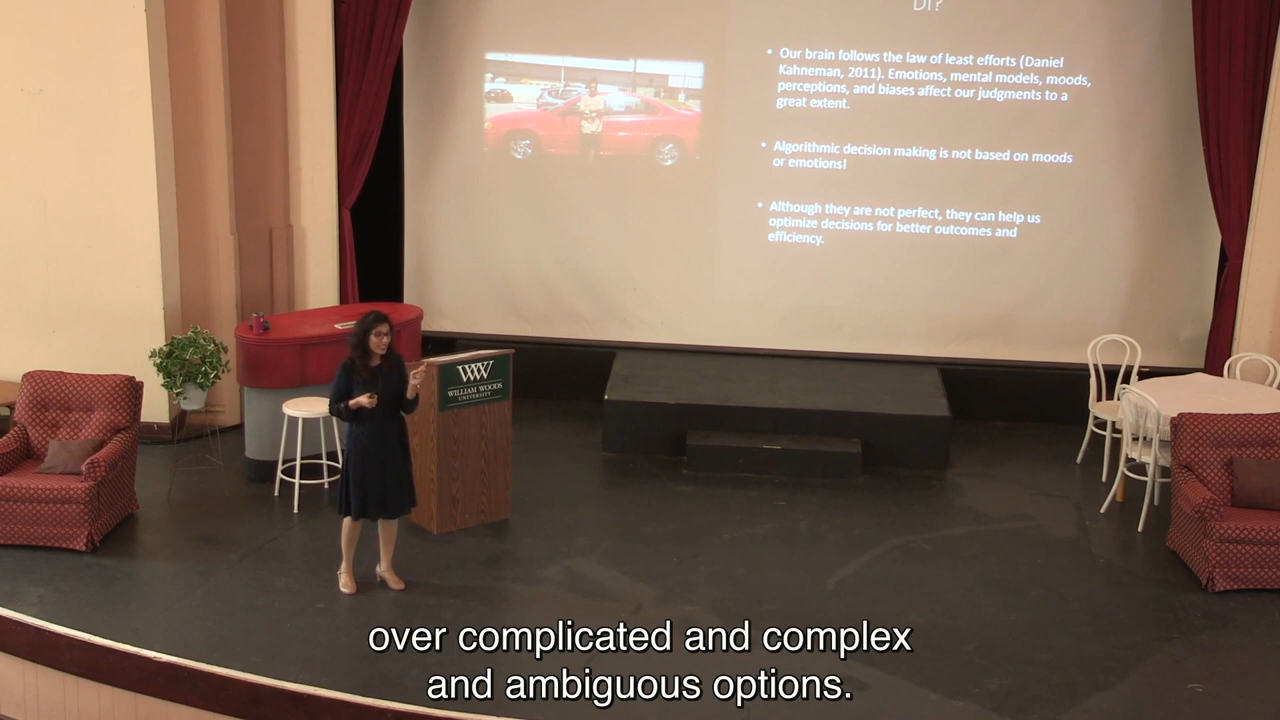 DI?
• Our brain follows the law of least efforts (Daniel
Kahneman, 2011). Emotions, mental models, moods,
perceptions, and biases affect our judgments to a
great extent.
• Algorithmic decision making is not based on moods
or emotions!
• Although they are not perfect, they can help us
optimize decisions for better outcomes and
efficiency.
WW
WILLIAM WOODS
UNIVERSITY
over complicated and complex
and ambiguous options.